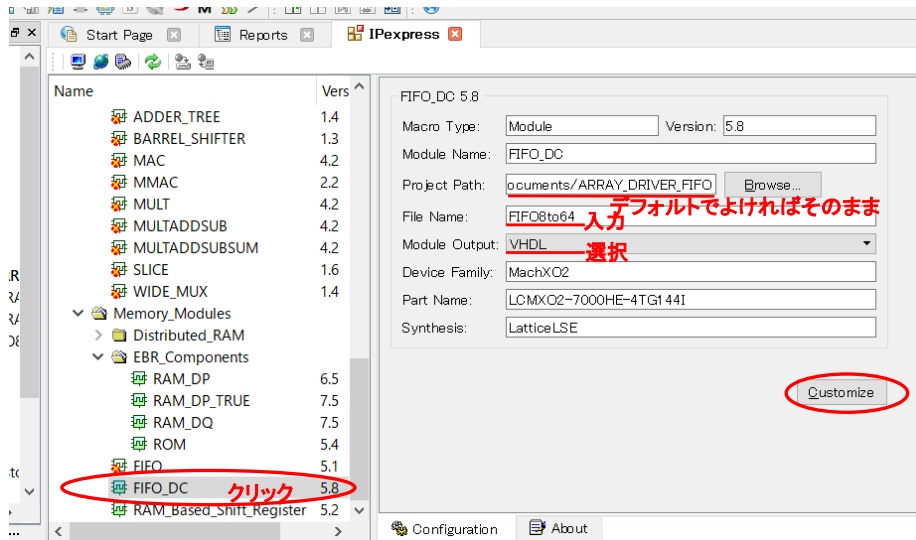 Start Page
Reports
IPexpress
Name Vers
ADDER_TREE 1.4
BARREL_SHIFTER 1.3
MAC 4.2
MMAC 2.2
MULT 4.2
MULTADDSUB 4.2
MULTADDSUBSUM 4.2
SLICE 1.6
WIDE_MUX 1.4
Memory_Modules
Distributed_RAM
EBR_Components
RAM_DP 6.5
RAM_DP_TRUE 7.5
RAM_DQ 7.5
ROM 5.4
FIFO 5.1
FIFO_DC クリック 5.8
RAM_Based_Shift_Register 5.2
FIFO_DC 5.8
Macro Type: Module Version: 5.8
Module Name: FIFO_DC
Project Path: ocuments/ARRAY_DRIVER_FIFO Browse...
デフォルトでよければそのまま
File Name: FIFO8to64 入力
Module Output: VHDL 選択
Device Family: MachXO2
Part Name: LCMXO2-7000HE-4TG144I
Synthesis: LatticeLSE
Customize
Configuration
About